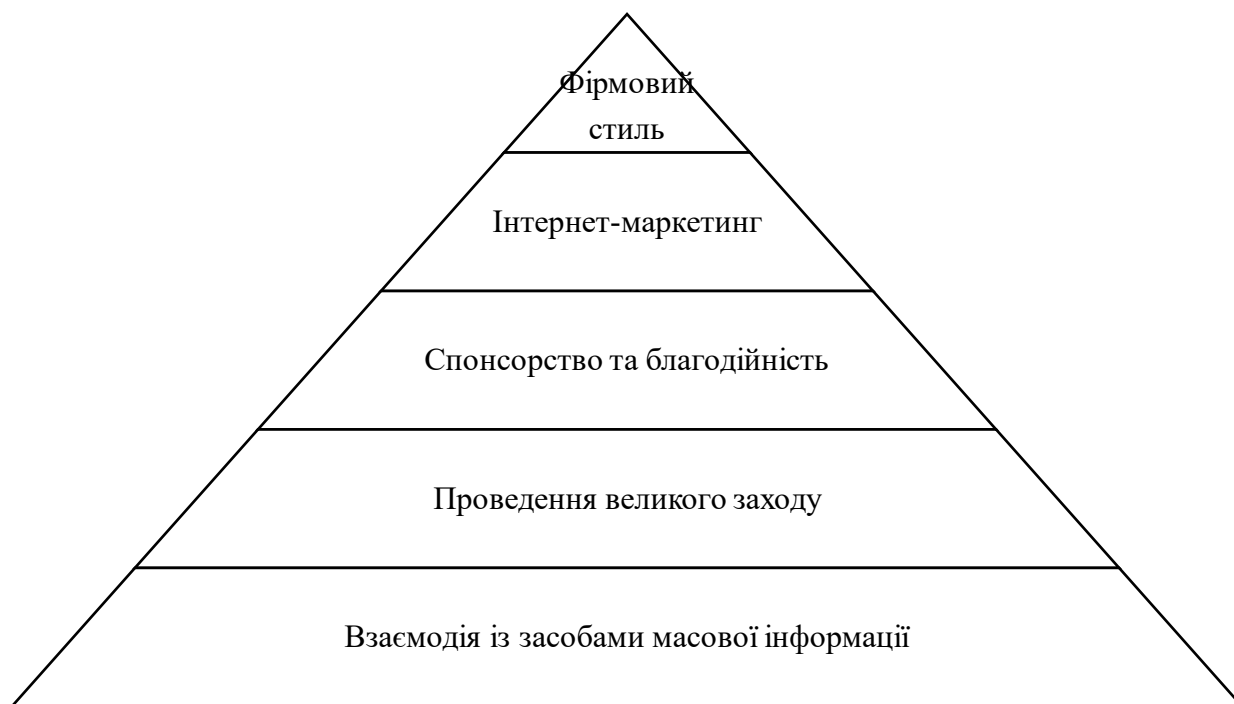 Фірмовий
стиль
Інтернет-маркетинг
Спонсорство та благодійність
Проведення великого заходу
Взаємодія із засобами масової інформації